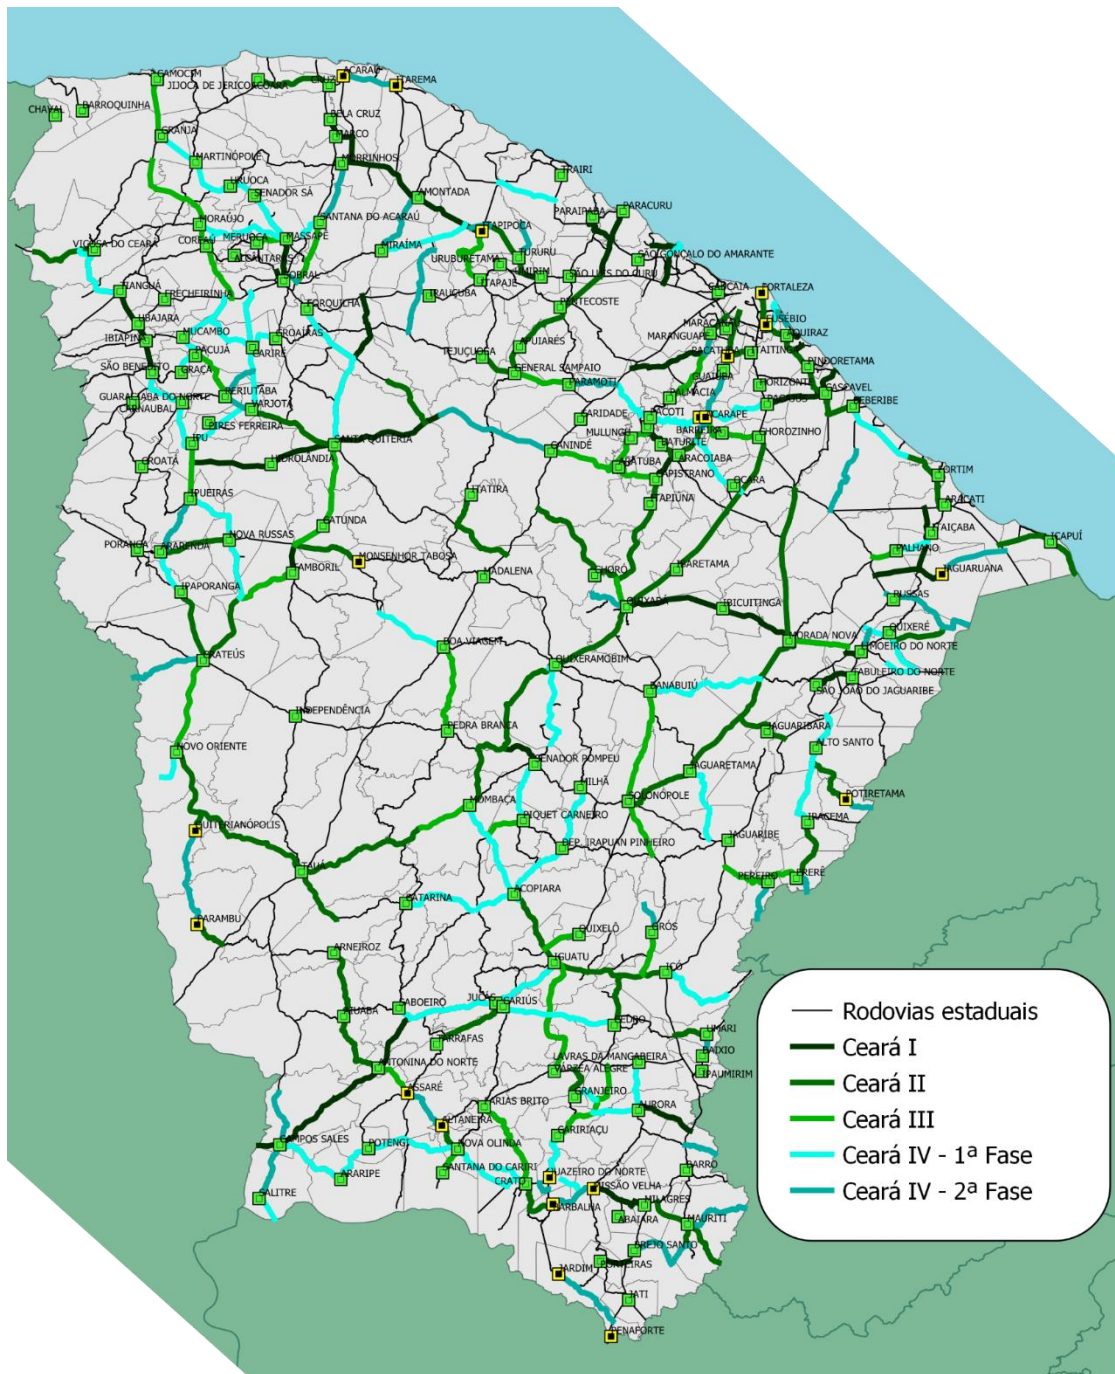 CAMOCIM
JIJOCA DE JERICOACOARA
CRUZ
ACARAÚ
ITAREMA
CHAVAL
BARROQUINHA
BELA CRUZ
GRANJA
MARCO
MARTINÓPOLE
MORRINHOS
TRAIRI
URUOCA
SENADOR SÁ
AMONTADA
PARAIPABA
PARACURU
MORAÚJO
SANTANA DO ACARAÚ
ITAPIPOCA
VIÇOSA DO CEARÁ
COREAÚ
MERUOCA
MASSAPÊ
MIRAÍMA
TURURU
ALCÂNTARAS
URUBURETAMA
UMIRIM
SÃO GONÇALO DO AMARANTE
SÃO LUIS DO CURU
TIANGUÁ
FRECHEIRINHA
SOBRAL
IRAUÇUBA
ITAPAJÉ
CAUCAIA
FORTALEZA
UBAJARA
FORQUILHA
PENTECOSTE
MARACANAÚ
EUSÉBIO
IBIAPINA
MUCAMBO
GROAÍRAS
MARANGUAPE
AQUIRAZ
PACUJÁ
CARIRÉ
TEJUÇUOCA
APUIARÉS
PACATUBA
ITAITINGA
SÃO BENEDITO
GRAÇA
GENERAL SAMPAIO
GUAIÚBA
PINDORETAMA
GUARACIABA DO NORTE
RERIUTABA
PARAMOTI
PALMÁCIA
HORIZONTE
CASCAVEL
CARNAUBAL
VARJOTA
PACAJUS
BEBERIBE
PIRES FERREIRA
CARIDADE
PACOTI
ACARAPE
IPU
SANTA QUITÉRIA
MULUNGU
BARREIRA
CHOROZINHO
CANINDÉ
BATURITÉ
CROATÁ
HIDROLÂNDIA
ARATUBA
ARACOIABA
CAPISTRANO
FORTIM
IPUEIRAS
ITATIRA
OCARA
ITAPIÚNA
ARACATI
NOVA RUSSAS
CATUNDA
ITAIÇABA
ICAPUÍ
PORANGA
ARARENDÁ
MONSENHOR TABOSA
PALHANO
IPAPORANGA
TAMBORIL
MADALENA
CHORÓ
IBARETAMA
JAGUARUANA
QUIXADÁ
IBICUITINGA
RUSSAS
BOA VIAGEM
MORADA NOVA
QUIXERÉ
LIMOEIRO DO NORTE
CRATEÚS
QUIXERAMOBIM
TABULEIRO DO NORTE
BANABUIÚ
SÃO JOÃO DO JAGUARIBE
INDEPENDÊNCIA
PEDRA BRANCA
JAGUARIBARA
NOVO ORIENTE
SENADOR POMPEU
ALTO SANTO
JAGUARETAMA
MILHÃ
POTIRETAMA
MOMBAÇA
SOLONÓPOLE
QUITERIANÓPOLIS
PIQUET CARNEIRO
IRACEMA
DEP. IRAPUAN PINHEIRO
JAGUARIBE
TAUÁ
PEREIRO
ERERÊ
CATARINA
ACOPIARA
PARAMBU
QUIXELÔ
ORÓS
ARNEIROZ
IGUATU
ICÓ
Rodovias estaduais
Ceará I
Ceará II
Ceará III
Ceará IV - 1ª Fase
Ceará IV - 2ª Fase
SABOEIRO
JUCÁS
CARIÚS
AIUABA
CEDRO
UMARI
TARRAFAS
BAIXIO
ANTONINA DO NORTE
LAVRAS DA MANGABEIRA
VÁRZEA ALEGRE
IPAUMIRIM
ASSARÉ
GRANJEIRO
FARIAS BRITO
AURORA
ALTANEIRA
CARIRIAÇU
CAMPOS SALES
POTENGI
NOVA OLINDA
ARARIPE
SANTANA DO CARIRI
CRATO
JUAZEIRO DO NORTE
BARRO
SALITRE
MISSÃO VELHA
BARBALHA
MILAGRES
ABAIARA
MAURITI
BREJO SANTO
JARDIM
PORTEIRAS
JATI
PENAFORTE